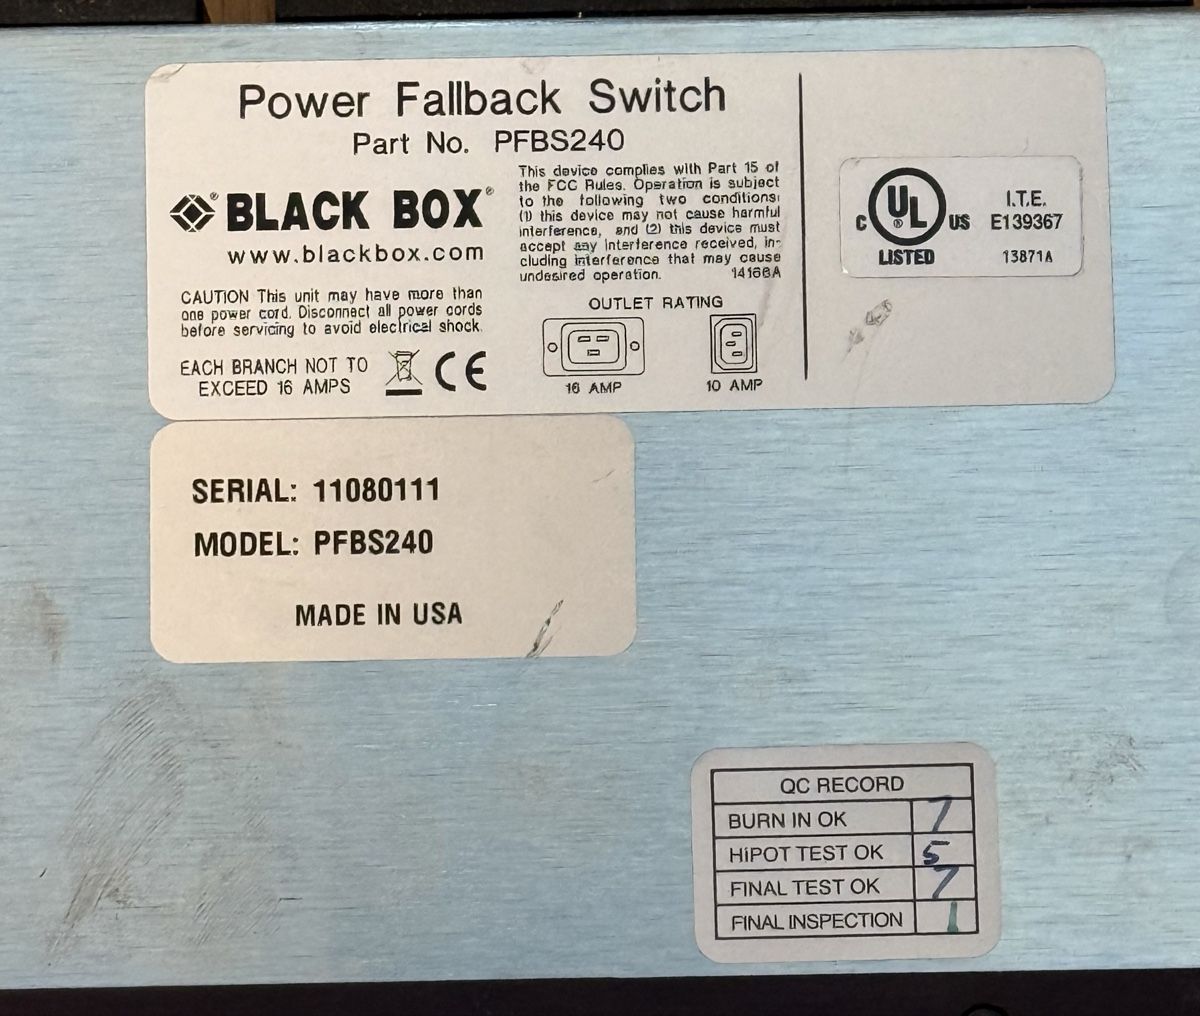 Power Fallback Switch
Part No. PFBS240
BLACK BOX®
www.blackbox.com
CAUTION This unit may have more than
one power cord. Disconnect all power cords
before servicing to avoid electrical shock.
EACH BRANCH NOT TO
EXCEED 16 AMPS
CE
This device complies with Part 15 of
the FCC Rules. Operation is subject
to the following two conditions:
(1) this device may not cause harmful
interference, and (2) this device must
accept any interference received, in-
cluding interference that may cause
undesired operation. 14166A
OUTLET RATING
16 AMP 10 AMP
C UL® US
LISTED
I.T.E.
E139367
13871A
SERIAL: 11080111
MODEL: PFBS240
MADE IN USA
QC RECORD
BURN IN OK 7
HiPOT TEST OK 5
FINAL TEST OK 7
FINAL INSPECTION 1